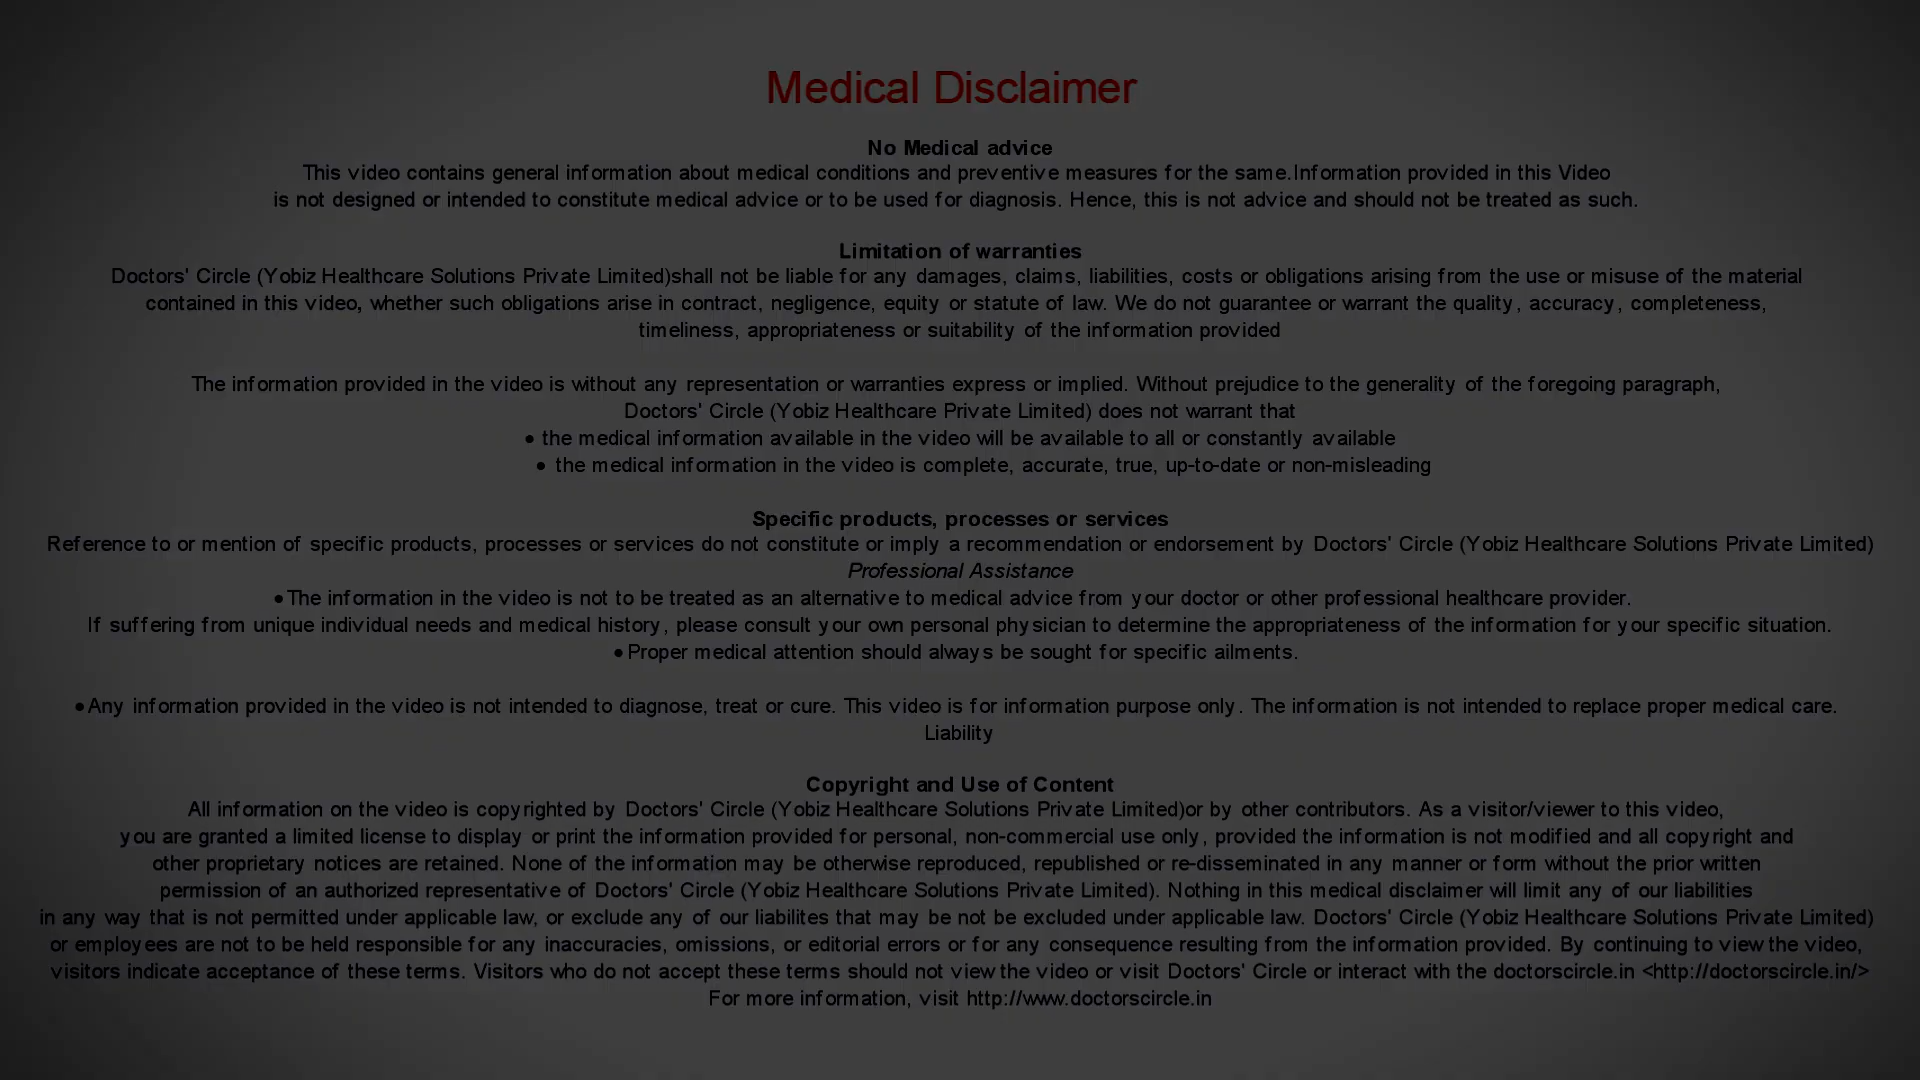 Medical Disclaimer
No Medical advice
This video contains general information about medical conditions and preventive measures for the same.Information provided in this Video
is not designed or intended to constitute medical advice or to be used for diagnosis. Hence, this is not advice and should not be treated as such.
Limitation of warranties
Doctors' Circle (Yobiz Healthcare Solutions Private Limited)shall not be liable for any damages, claims, liabilities, costs or obligations arising from the use or misuse of the material
contained in this video, whether such obligations arise in contract, negligence, equity or statute of law. We do not guarantee or warrant the quality, accuracy, completeness,
timeliness, appropriateness or suitability of the information provided
The information provided in the video is without any representation or warranties express or implied. Without prejudice to the generality of the foregoing paragraph,
Doctors' Circle (Yobiz Healthcare Private Limited) does not warrant that
• the medical information available in the video will be available to all or constantly available
• the medical information in the video is complete, accurate, true, up-to-date or non-misleading
Specific products, processes or services
Reference to or mention of specific products, processes or services do not constitute or imply a recommendation or endorsement by Doctors' Circle (Yobiz Healthcare Solutions Private Limited)
Professional Assistance
•The information in the video is not to be treated as an alternative to medical advice from your doctor or other professional healthcare provider.
If suffering from unique individual needs and medical history, please consult your own personal physician to determine the appropriateness of the information for your specific situation.
•Proper medical attention should always be sought for specific ailments.
•Any information provided in the video is not intended to diagnose, treat or cure. This video is for information purpose only. The information is not intended to replace proper medical care.
Liability
Copyright and Use of Content
All information on the video is copyrighted by Doctors' Circle (Yobiz Healthcare Solutions Private Limited)or by other contributors. As a visitor/viewer to this video,
you are granted a limited license to display or print the information provided for personal, non-commercial use only, provided the information is not modified and all copyright and
other proprietary notices are retained. None of the information may be otherwise reproduced, republished or re-disseminated in any manner or form without the prior written
permission of an authorized representative of Doctors' Circle (Yobiz Healthcare Solutions Private Limited). Nothing in this medical disclaimer will limit any of our liabilities
in any way that is not permitted under applicable law, or exclude any of our liabilites that may be not be excluded under applicable law. Doctors' Circle (Yobiz Healthcare Solutions Private Limited)
or employees are not to be held responsible for any inaccuracies, omissions, or editorial errors or for any consequence resulting from the information provided. By continuing to view the video,
visitors indicate acceptance of these terms. Visitors who do not accept these terms should not view the video or visit Doctors' Circle or interact with the doctorscircle.in <http://doctorscircle.in/>
For more information, visit http://www.doctorscircle.in